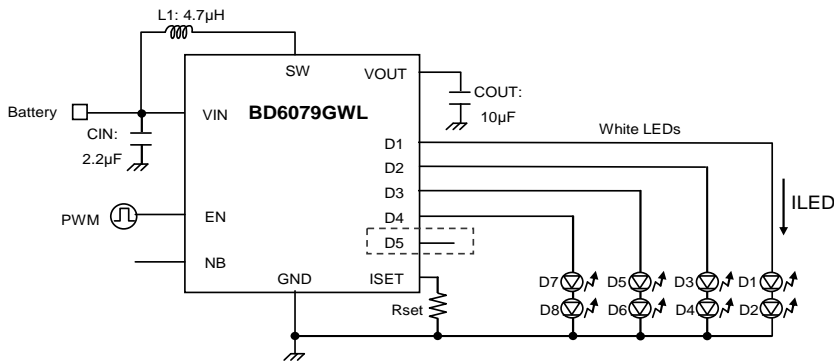 L1: 4.7µH
SW
VOUT
COUT:
10µF
Battery
VIN
BD6079GWL
CIN:
2.2µF
D1
White LEDs
D2
D3
ILED
PWM
EN
D4
D5
NB
GND
ISET
Rset
D7
D5
D3
D1
D8
D6
D4
D2